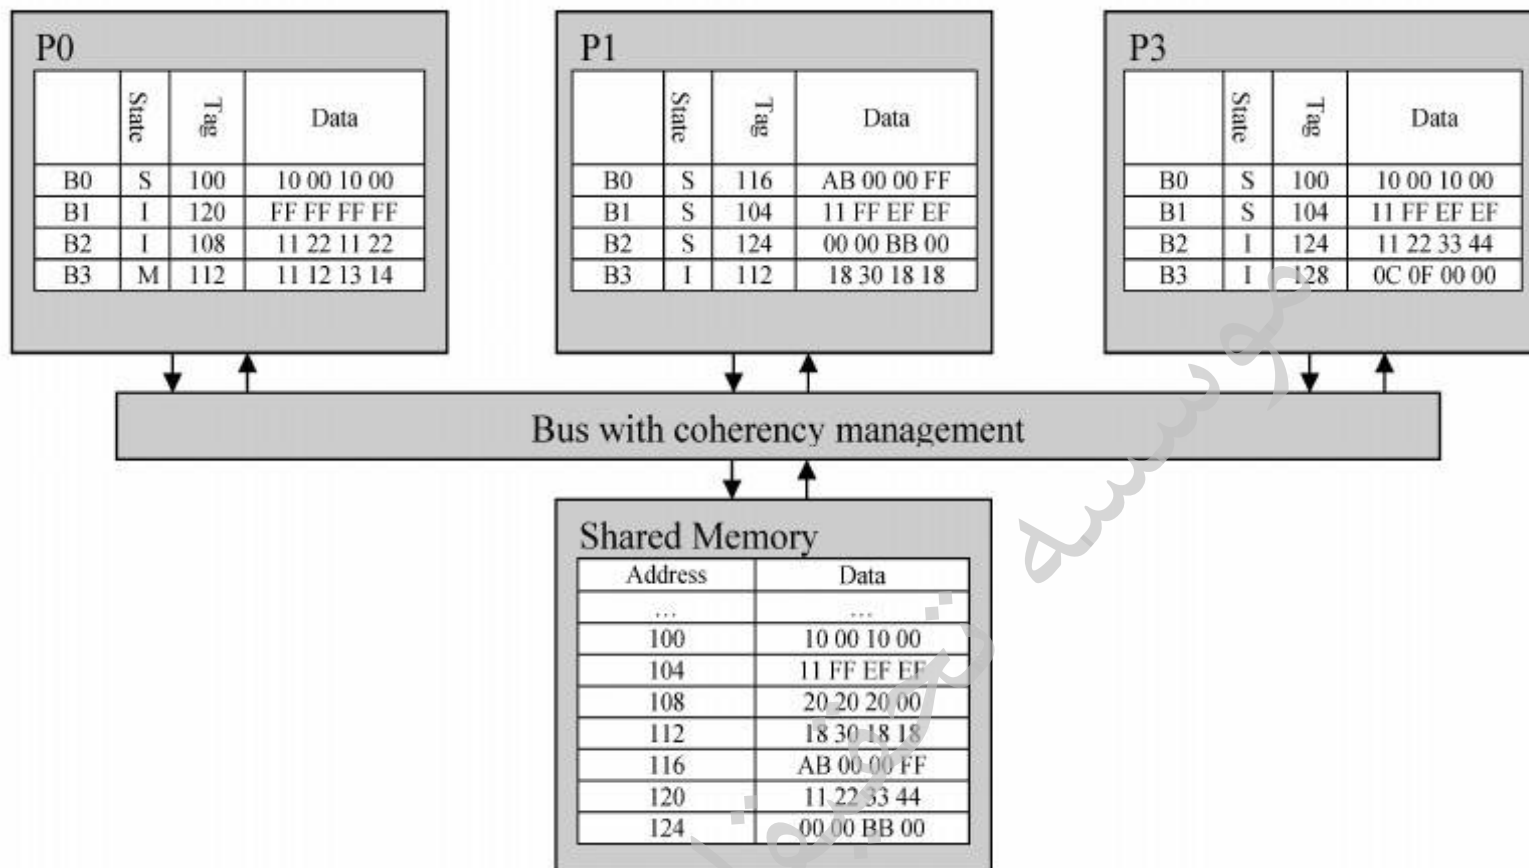 P0
State Tag Data
B0 S 100 10 00 10 00
B1 I 120 FF FF FF FF
B2 I 108 11 22 11 22
B3 M 112 11 12 13 14
P1
State Tag Data
B0 S 116 AB 00 00 FF
B1 S 104 11 FF EF EF
B2 S 124 00 00 BB 00
B3 I 112 18 30 18 18
P3
State Tag Data
B0 S 100 10 00 10 00
B1 S 104 11 FF EF EF
B2 I 124 11 22 33 44
B3 I 128 0C 0F 00 00
Bus with coherency management
Shared Memory
Address Data
... ...
100 10 00 10 00
104 11 FF EF EF
108 20 20 20 00
112 18 30 18 18
116 AB 00 00 FF
120 11 22 33 44
124 00 00 BB 00
موسسه